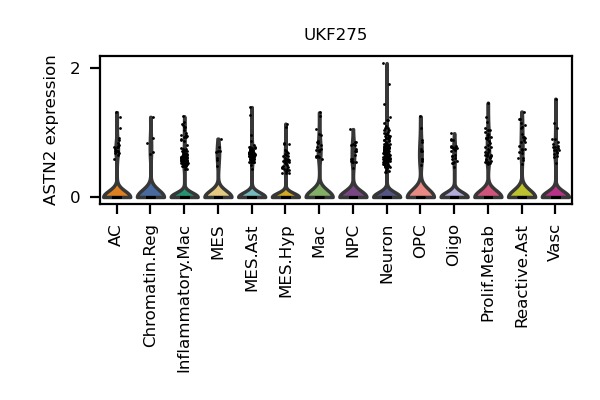 UKF275
ASTN2 expression
2
0
AC
Chromatin.Reg
Inflammatory.Mac
MES
MES.Ast
MES.Hyp
Mac
NPC
Neuron
OPC
Oligo
Prolif.Metab
Reactive.Ast
Vasc